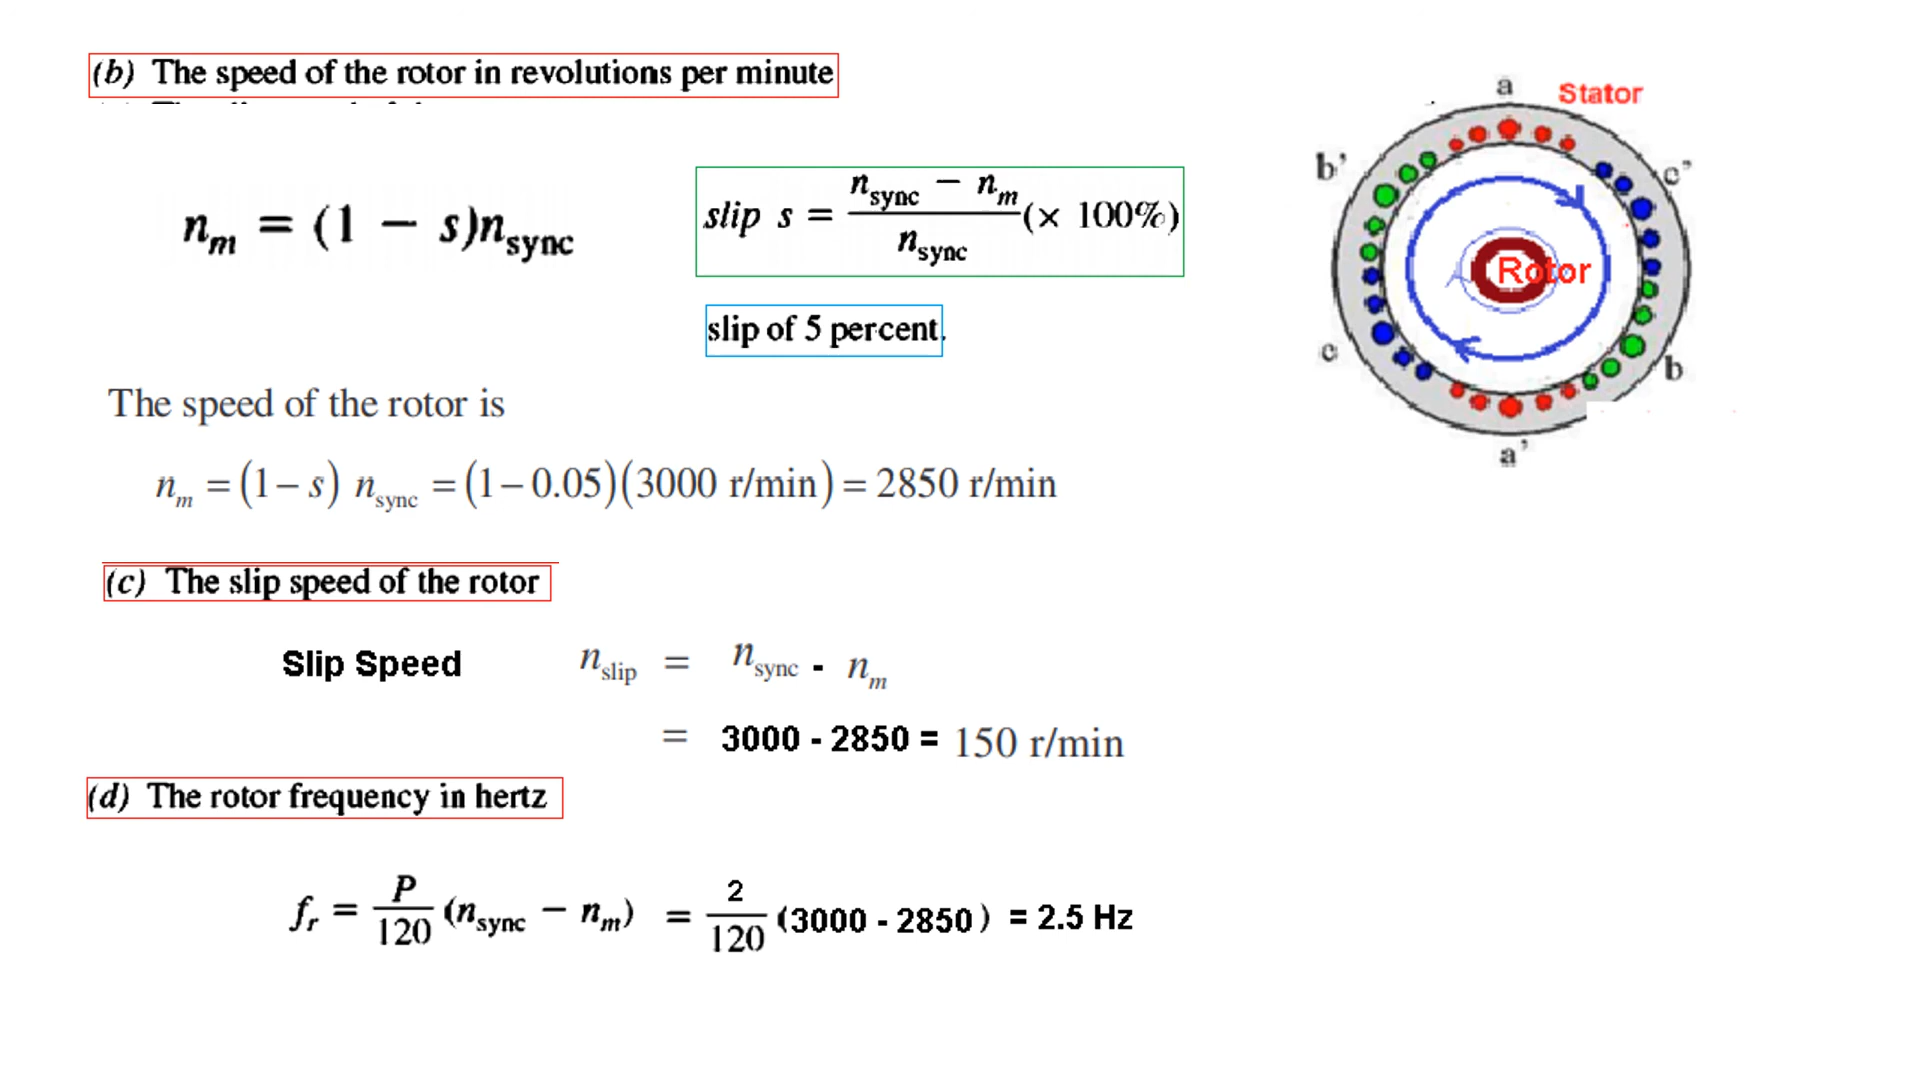 (b) The speed of the rotor in revolutions per minute
n_m = (1 − s)n_sync
slip s = (n_sync − n_m)/n_sync (× 100%)
slip of 5 percent.
The speed of the rotor is
n_m = (1 − s) n_sync = (1 − 0.05)(3000 r/min) = 2850 r/min
(c) The slip speed of the rotor
Slip Speed n_slip = n_sync - n_m
= 3000 - 2850 = 150 r/min
(d) The rotor frequency in hertz
f_r = P/120 (n_sync − n_m) = 2/120 (3000 - 2850) = 2.5 Hz
a
Stator
b'
c'
Rotor
c
b
a'